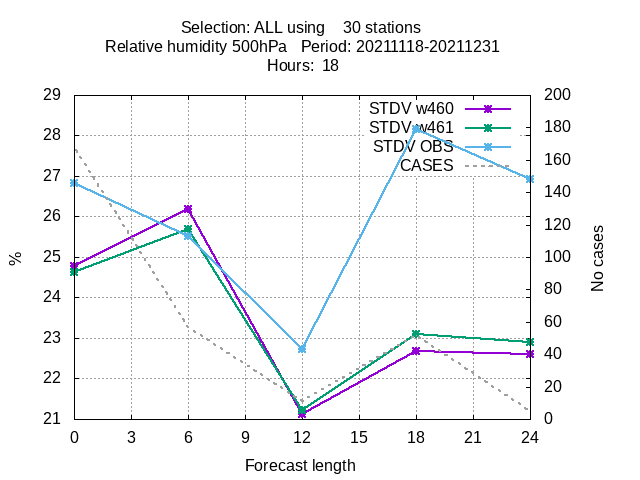 Selection: ALL using    30 stations
Relative humidity 500hPa   Period: 20211118-20211231
Hours:  18
STDV w460
STDV w461
STDV OBS
CASES
29
28
27
26
25
24
23
22
21
%
200
180
160
140
120
100
80
60
40
20
0
No cases
0 3 6 9 12 15 18 21 24
Forecast length